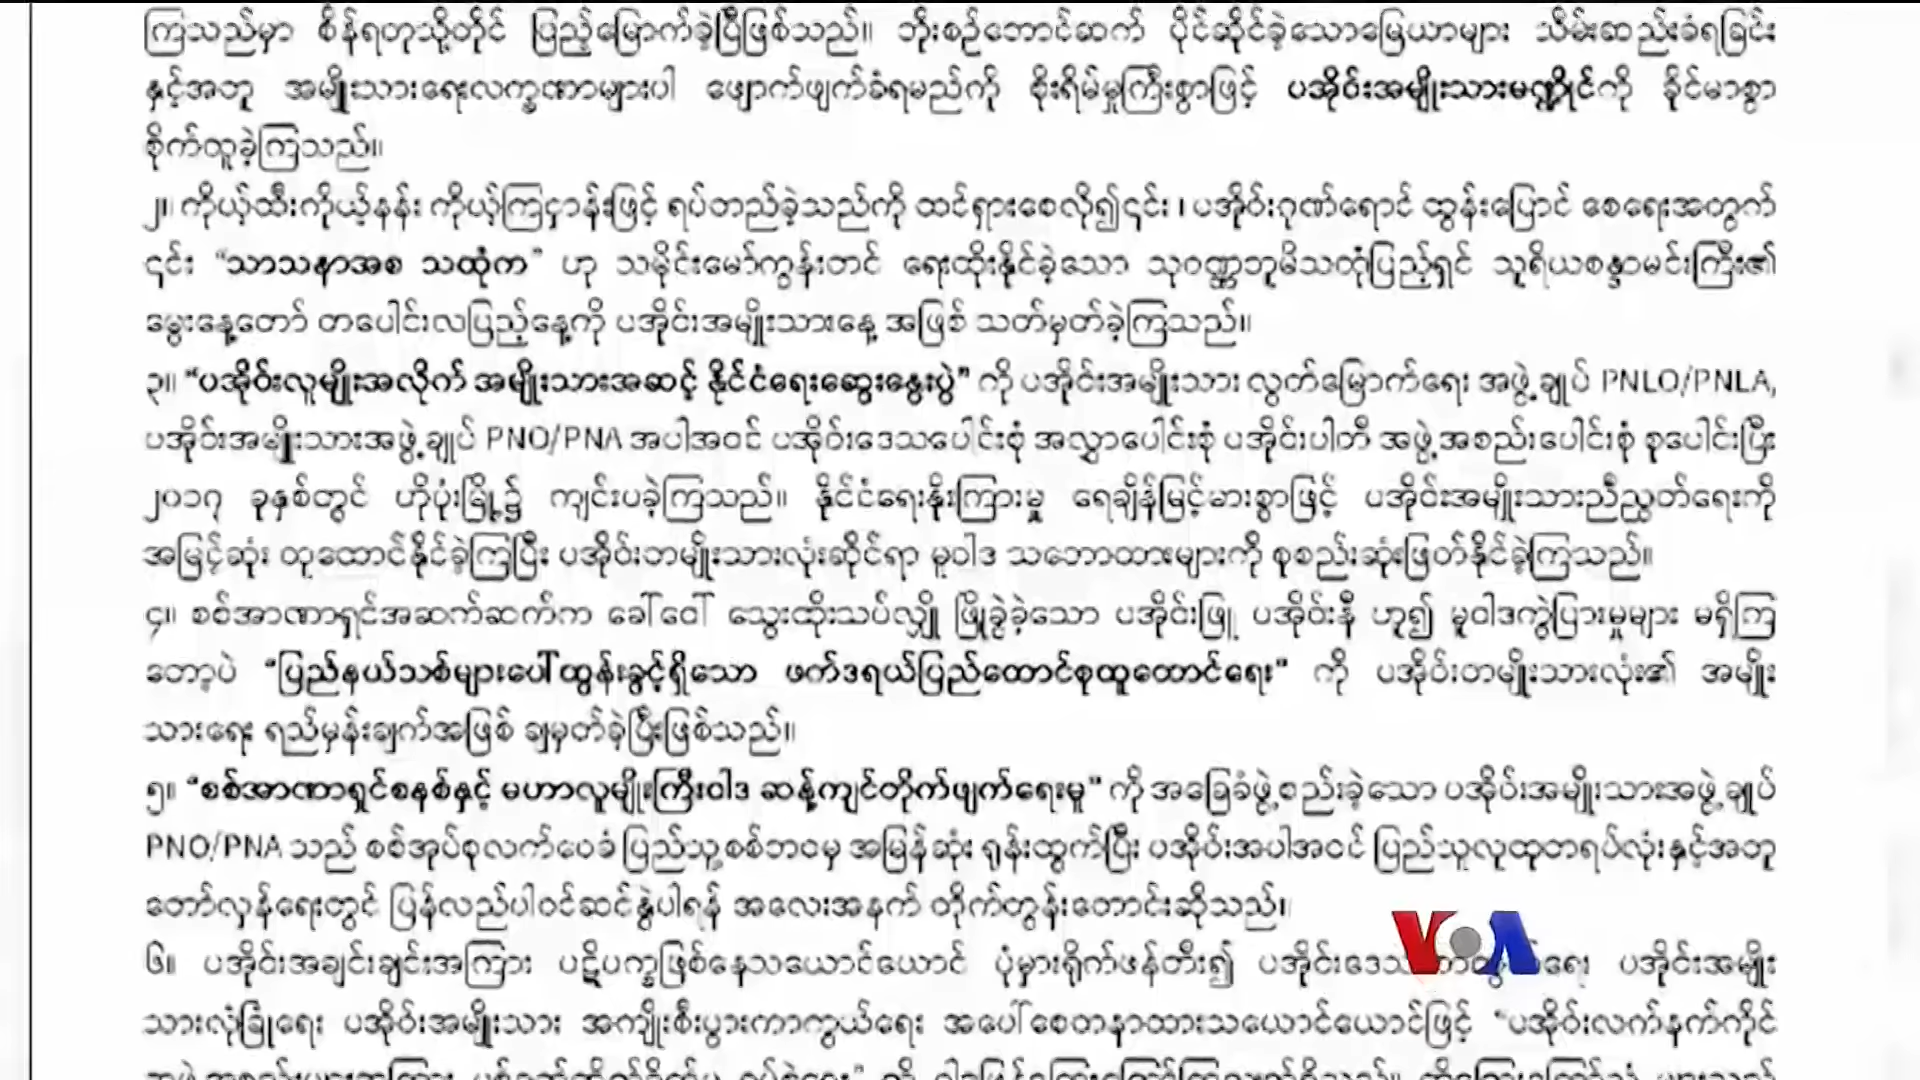 ကြသည်မှာ စိန်ရတုသို့တိုင် ပြည့်မြောက်ခဲ့ပြီဖြစ်သည်။ ဘိုးစဉ်ဘောင်ဆက် ပိုင်ဆိုင်ခဲ့သောမြေယာများ သိမ်းဆည်းခံရခြင်း
နှင့်အတူ အမျိုးသားရေးလက္ခဏာများပါ ဖျောက်ဖျက်ခံရမည်ကို စိုးရိမ်မှုကြီးစွာဖြင့် ပအိုဝ်းအမျိုးသားမဏ္ဍိုင်ကို ခိုင်မာစွာ
စိုက်ထူခဲ့ကြသည်။
၂။ ကိုယ့်ထီးကိုယ့်နန်း ကိုယ့်ကြငှာန်းဖြင့် ရပ်တည်ခဲ့သည်ကို ထင်ရှားစေလို၍၎င်း ၊ ပအိုဝ်းဂုဏ်ရောင် ထွန်းပြောင် စေရေးအတွက်
၎င်း “သာသနာအစ သထုံက” ဟု သမိုင်းမော်ကွန်းတင် ရေးထိုးနိုင်ခဲ့သော သုဝဏ္ဏဘူမိသထုံပြည့်ရှင် သူရိယစန္ဒာမင်းကြီး၏
မွေးနေ့တော် တပေါင်းလပြည့်နေ့ကို ပအိုဝ်းအမျိုးသားနေ့ အဖြစ် သတ်မှတ်ခဲ့ကြသည်။
၃။ “ပအိုဝ်းလူမျိုးအလိုက် အမျိုးသားအဆင့် နိုင်ငံရေးဆွေးနွေးပွဲ” ကို ပအိုဝ်းအမျိုးသား လွတ်မြောက်ရေး အဖွဲ့ချုပ် PNLO/PNLA,
ပအိုဝ်းအမျိုးသားအဖွဲ့ချုပ် PNO/PNA အပါအဝင် ပအိုဝ်းဒေသပေါင်းစုံ အလွှာပေါင်းစုံ ပအိုဝ်းပါတီ အဖွဲ့အစည်းပေါင်းစုံ စုပေါင်းပြီး
၂၀၁၇ ခုနှစ်တွင် ဟိုပုံးမြို့၌ ကျင်းပခဲ့ကြသည်။ နိုင်ငံရေးနိုးကြားမှု ရေချိန်မြင့်မားစွာဖြင့် ပအိုဝ်းအမျိုးသားညီညွတ်ရေးကို
အမြင့်ဆုံး ထူထောင်နိုင်ခဲ့ကြပြီး ပအိုဝ်းတမျိုးသားလုံးဆိုင်ရာ မူဝါဒ သဘောထားများကို စုစည်းဆုံးဖြတ်နိုင်ခဲ့ကြသည်။
၄။ စစ်အာဏာရှင်အဆက်ဆက်က ခေါ်ဝေါ် သွေးထိုးသပ်လျှို ဖြိုခွဲခဲ့သော ပအိုဝ်းဖြူ ပအိုဝ်းနီ ဟူ၍ မူဝါဒကွဲပြားမှုများ မရှိကြ
တော့ပဲ “ပြည်နယ်သစ်များပေါ်ထွန်းခွင့်ရှိသော ဖက်ဒရယ်ပြည်ထောင်စုထူထောင်ရေး” ကို ပအိုဝ်းတမျိုးသားလုံး၏ အမျိုး
သားရေး ရည်မှန်းချက်အဖြစ် ချမှတ်ခဲ့ပြီးဖြစ်သည်။
၅။ “စစ်အာဏာရှင်စနစ်နှင့် မဟာလူမျိုးကြီးဝါဒ ဆန့်ကျင်တိုက်ဖျက်ရေးမူ” ကို အခြေခံဖွဲ့စည်းခဲ့သော ပအိုဝ်းအမျိုးသားအဖွဲ့ချုပ်
PNO/PNA သည် စစ်အုပ်စုလက်ဝေခံ ပြည်သူ့စစ်ဘဝမှ အမြန်ဆုံး ရုန်းထွက်ပြီး ပအိုဝ်းအပါအဝင် ပြည်သူလူထုတရပ်လုံးနှင့်အတူ
တော်လှန်ရေးတွင် ပြန်လည်ပါဝင်ဆင်နွှဲပါရန် အလေးအနက် တိုက်တွန်းတောင်းဆိုသည်။
၆။ ပအိုဝ်းအချင်းချင်းအကြား ပဋိပက္ခဖြစ်နေသယောင်ယောင် ပုံမှားရိုက်ဖန်တီး၍ ပအိုဝ်း ပအိုဝ်းအမျိုး
သားလုံခြုံရေး ပအိုဝ်းအမျိုးသား အကျိုးစီးပွားကာကွယ်ရေး အပေါ်စေတနာထားသယောင်ယောင်ဖြင့် “ပအိုဝ်းလက်နက်ကိုင်
VOA